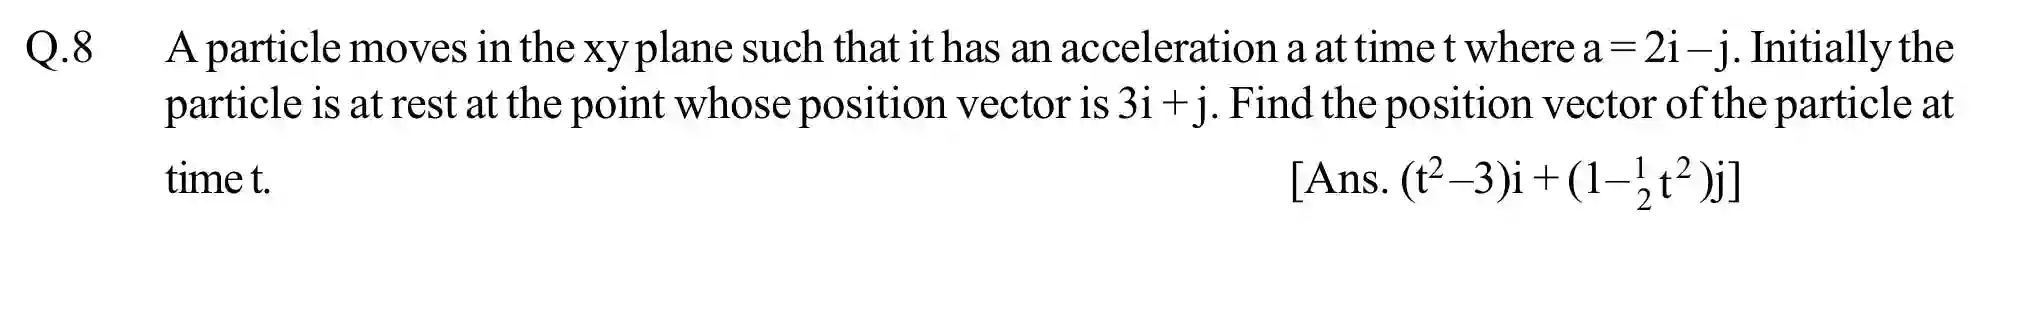 Q.8 A particle moves in the xy plane such that it has an acceleration a at time t where a = 2i – j. Initially the
particle is at rest at the point whose position vector is 3i + j. Find the position vector of the particle at
time t. [Ans. (t²–3)i + (1–½t²)j]